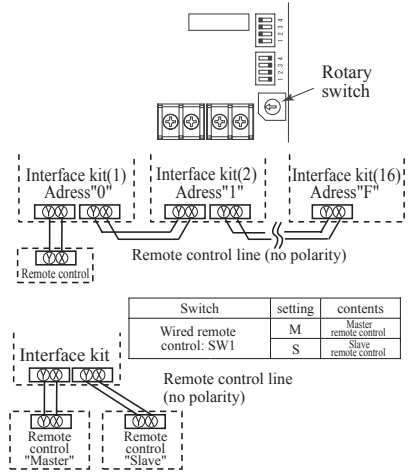 1 2 3 4
1 2 3 4
Rotary
switch
Interface kit(1)
Adress"0"
Interface kit(2)
Adress"1"
Interface kit(16)
Adress"F"
Ⓨ Ⓧ
Ⓨ Ⓧ
Ⓨ Ⓧ
Ⓨ Ⓧ
Ⓨ Ⓧ
Ⓨ Ⓧ
Remote control
Remote control line (no polarity)
Switch setting contents
Wired remote
control: SW1
M Master
remote control
S Slave
remote control
Interface kit
Ⓨ Ⓧ
Ⓨ Ⓧ
Remote control line
(no polarity)
Ⓨ Ⓧ
Ⓨ Ⓧ
Remote
control
"Master"
Remote
control
"Slave"